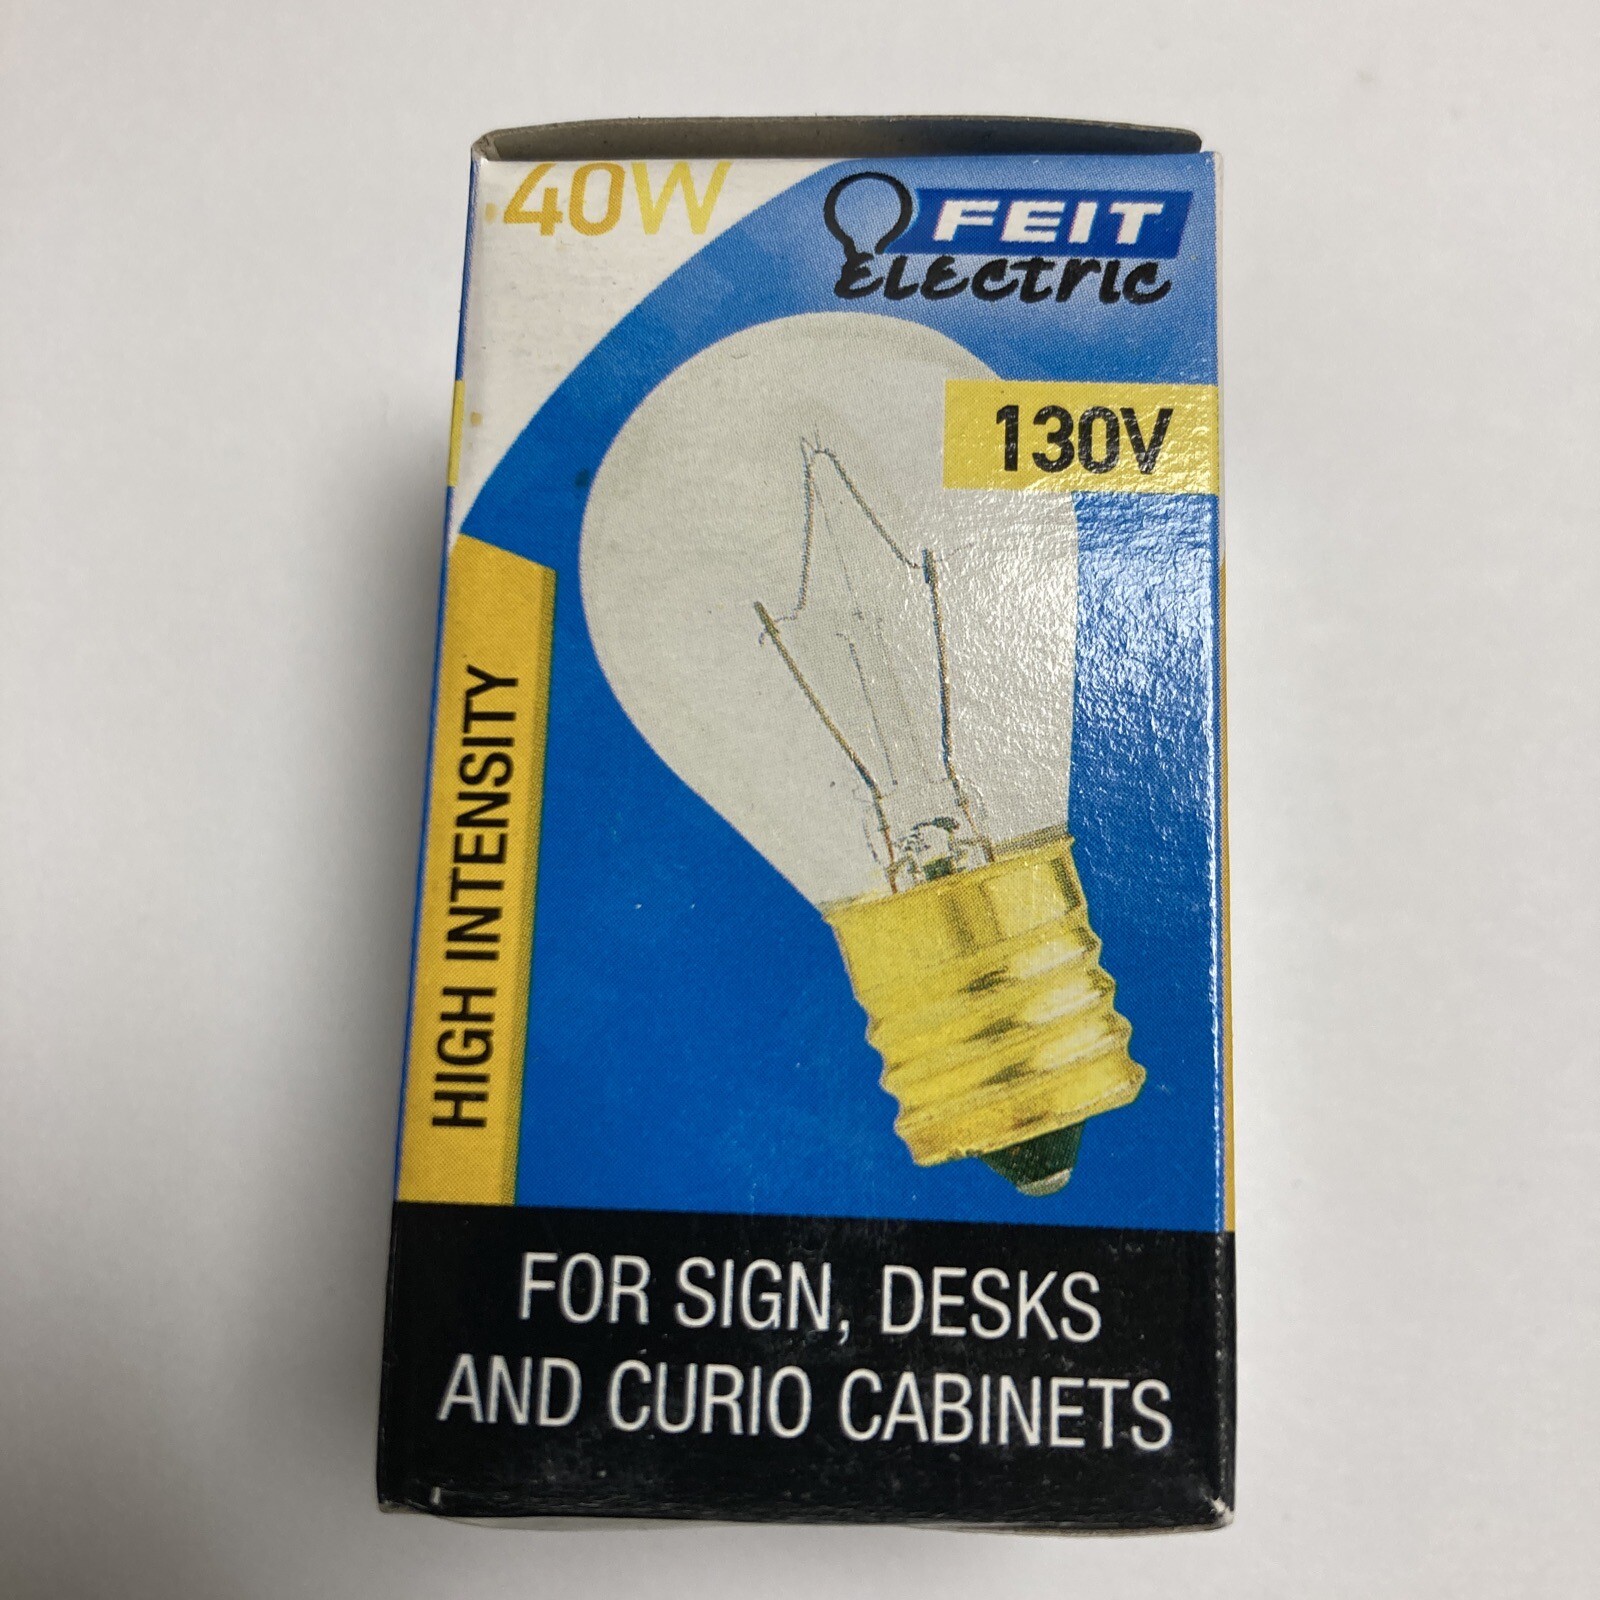 40W
FEIT
ELECTRIC
130V
HIGH INTENSITY
FOR SIGN, DESKS
AND CURIO CABINETS